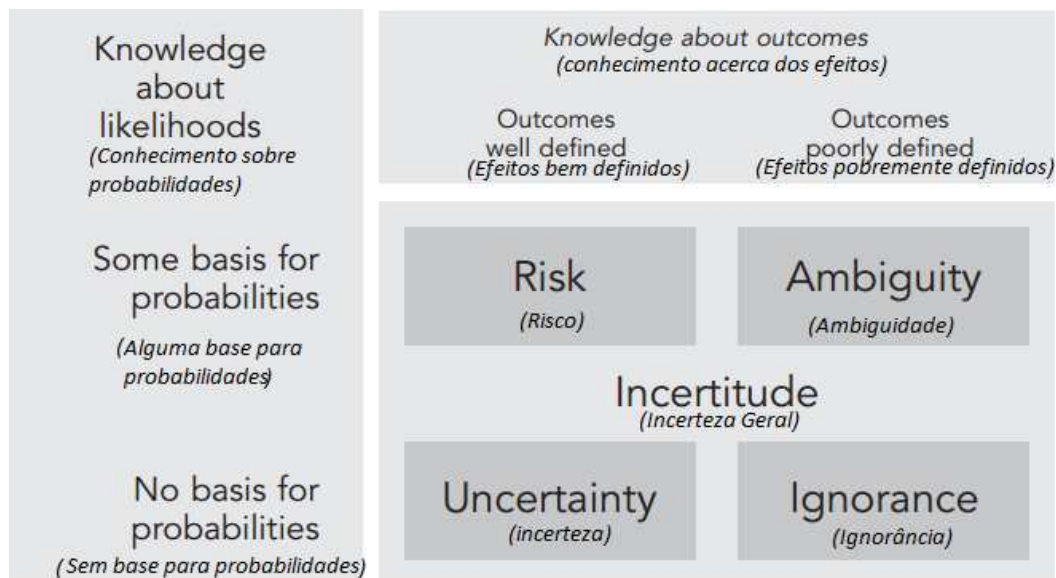 Knowledge
about
likelihoods
(Conhecimento sobre
probabilidades)
Knowledge about outcomes
(conhecimento acerca dos efeitos)
Outcomes
well defined
(Efeitos bem definidos)
Outcomes
poorly defined
(Efeitos pobremente definidos)
Some basis for
probabilities
(Alguma base para
probabilidades)
Risk
(Risco)
Ambiguity
(Ambiguidade)
Incertitude
(Incerteza Geral)
No basis for
probabilities
(Sem base para probabilidades)
Uncertainty
(incerteza)
Ignorance
(Ignorância)